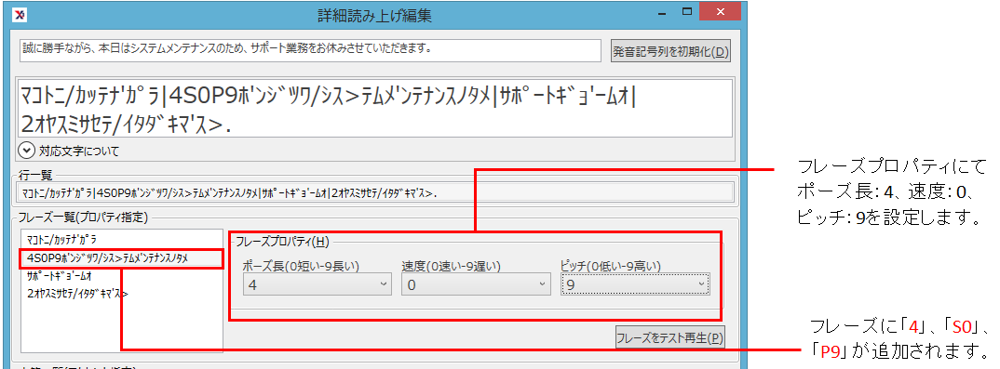 詳細読み上げ編集
誠に勝手ながら、本日はシステムメンテナンスのため、サポート業務をお休みさせていただきます。
発音記号列を初期化(D)
ﾏｺﾄﾆ/ｶｯﾃﾅ'ｶﾟﾗ|4S0P9ﾎ'ﾝｼﾞﾂﾜ/ｼｽ>ﾃﾑﾒ'ﾝﾃﾅﾝｽﾉﾀﾒ|ｻﾎﾟｰﾄｷﾞｮ'ｰﾑｵ|
2ｵﾔｽﾐｻｾﾃ/ｲﾀﾀﾞｷﾏ'ｽ>.
対応文字について
行一覧
ﾏｺﾄﾆ/ｶｯﾃﾅ'ｶﾟﾗ|4S0P9ﾎ'ﾝｼﾞﾂﾜ/ｼｽ>ﾃﾑﾒ'ﾝﾃﾅﾝｽﾉﾀﾒ|ｻﾎﾟｰﾄｷﾞｮ'ｰﾑｵ|2ｵﾔｽﾐｻｾﾃ/ｲﾀﾀﾞｷﾏ'ｽ>.
フレーズ一覧(プロパティ指定)
ﾏｺﾄﾆ/ｶｯﾃﾅ'ｶﾟﾗ
4S0P9ﾎ'ﾝｼﾞﾂﾜ/ｼｽ>ﾃﾑﾒ'ﾝﾃﾅﾝｽﾉﾀﾒ
ｻﾎﾟｰﾄｷﾞｮ'ｰﾑｵ
2ｵﾔｽﾐｻｾﾃ/ｲﾀﾀﾞｷﾏ'ｽ>
フレーズプロパティ(H)
ポーズ長(0短い-9長い) 速度(0速い-9遅い) ピッチ(0低い-9高い)
4 0 9
フレーズをテスト再生(P)
フレーズプロパティにて
ポーズ長：4、速度：0、
ピッチ：9を設定します。
フレーズに「4」、「S0」、
「P9」が追加されます。